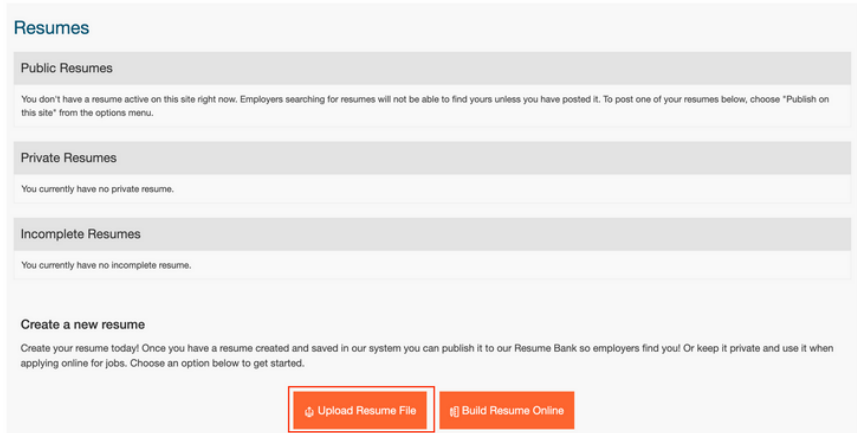 Resumes
Public Resumes
You don't have a resume active on this site right now. Employers searching for resumes will not be able to find yours unless you have posted it. To post one of your resumes below, choose "Publish on
this site" from the options menu.
Private Resumes
You currently have no private resume.
Incomplete Resumes
You currently have no incomplete resume.
Create a new resume
Create your resume today! Once you have a resume created and saved in our system you can publish it to our Resume Bank so employers find you! Or keep it private and use it when
applying online for jobs. Choose an option below to get started.
Upload Resume File
Build Resume Online